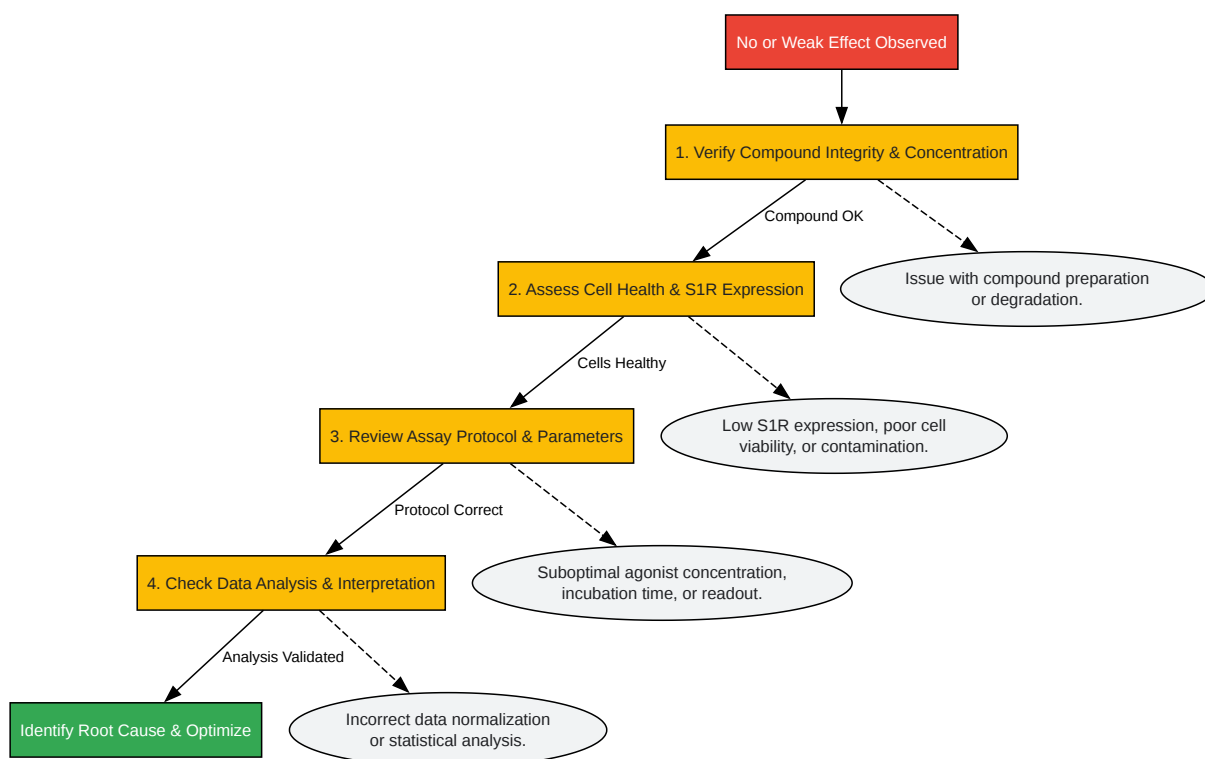 No or Weak Effect Observed
1. Verify Compound Integrity & Concentration
Compound OK
2. Assess Cell Health & S1R Expression
Issue with compound preparation
or degradation.
Cells Healthy
3. Review Assay Protocol & Parameters
Low S1R expression, poor cell
viability, or contamination.
Protocol Correct
4. Check Data Analysis & Interpretation
Suboptimal agonist concentration,
incubation time, or readout.
Analysis Validated
Identify Root Cause & Optimize
Incorrect data normalization
or statistical analysis.